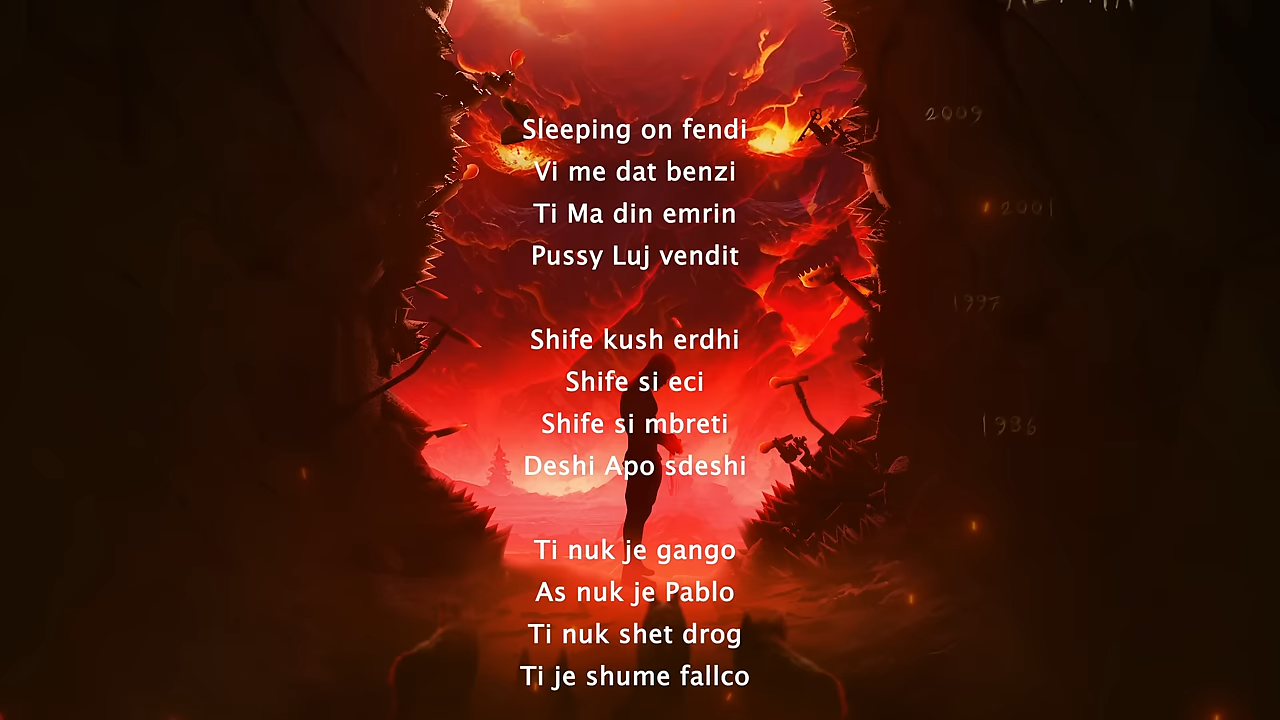 2009
Sleeping on fendi
Vi me dat benzi
Ti Ma din emrin
2001
Pussy Luj vendit
1997
Shife kush erdhi
Shife si eci
Shife si mbreti
1996
Deshi Apo sdeshi
Ti nuk je gango
As nuk je Pablo
Ti nuk shet drog
Ti je shume fallco